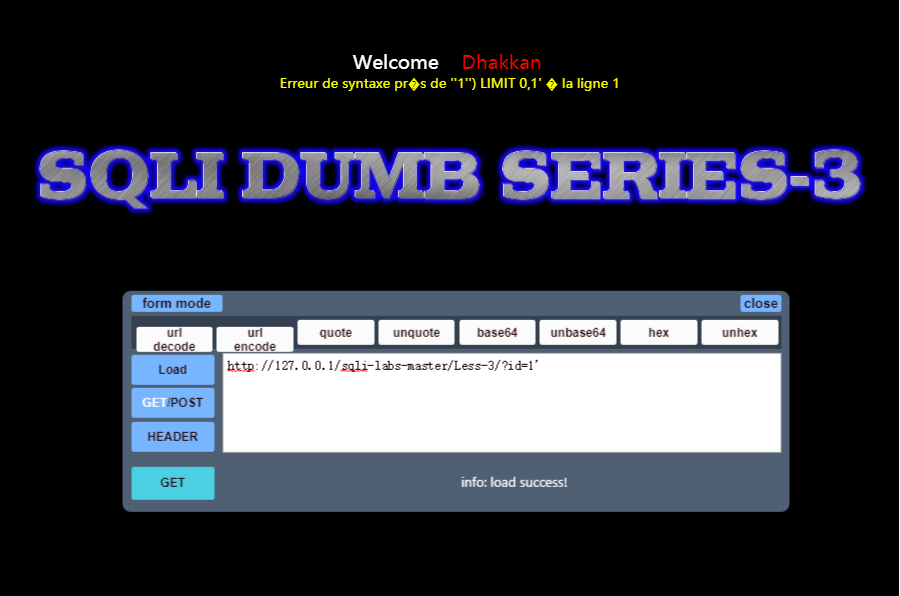 Welcome    Dhakkan
Erreur de syntaxe pr�s de ''1'') LIMIT 0,1' � la ligne 1
SQLI DUMB SERIES-3
form mode
close
url decode
url encode
quote
unquote
base64
unbase64
hex
unhex
Load
http://127.0.0.1/sqli-labs-master/Less-3/?id=1'
GET/POST
HEADER
GET
info: load success!